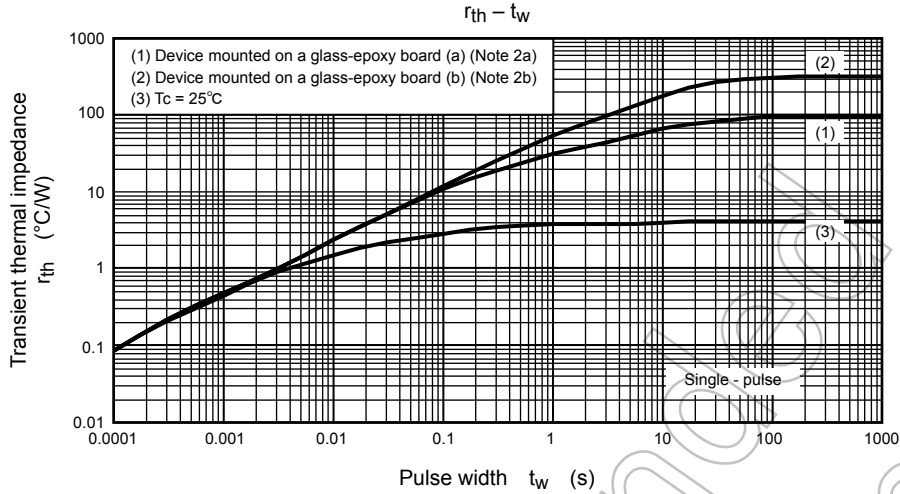 rth – tw
(1) Device mounted on a glass-epoxy board (a) (Note 2a)
(2) Device mounted on a glass-epoxy board (b) (Note 2b)
(3) Tc = 25°C
1000
100
10
1
0.1
0.01
Transient thermal impedance
rth (°C/W)
(2)
(1)
(3)
Single - pulse
0.0001
0.001
0.01
0.1
1
10
100
1000
Pulse width tw (s)
nded